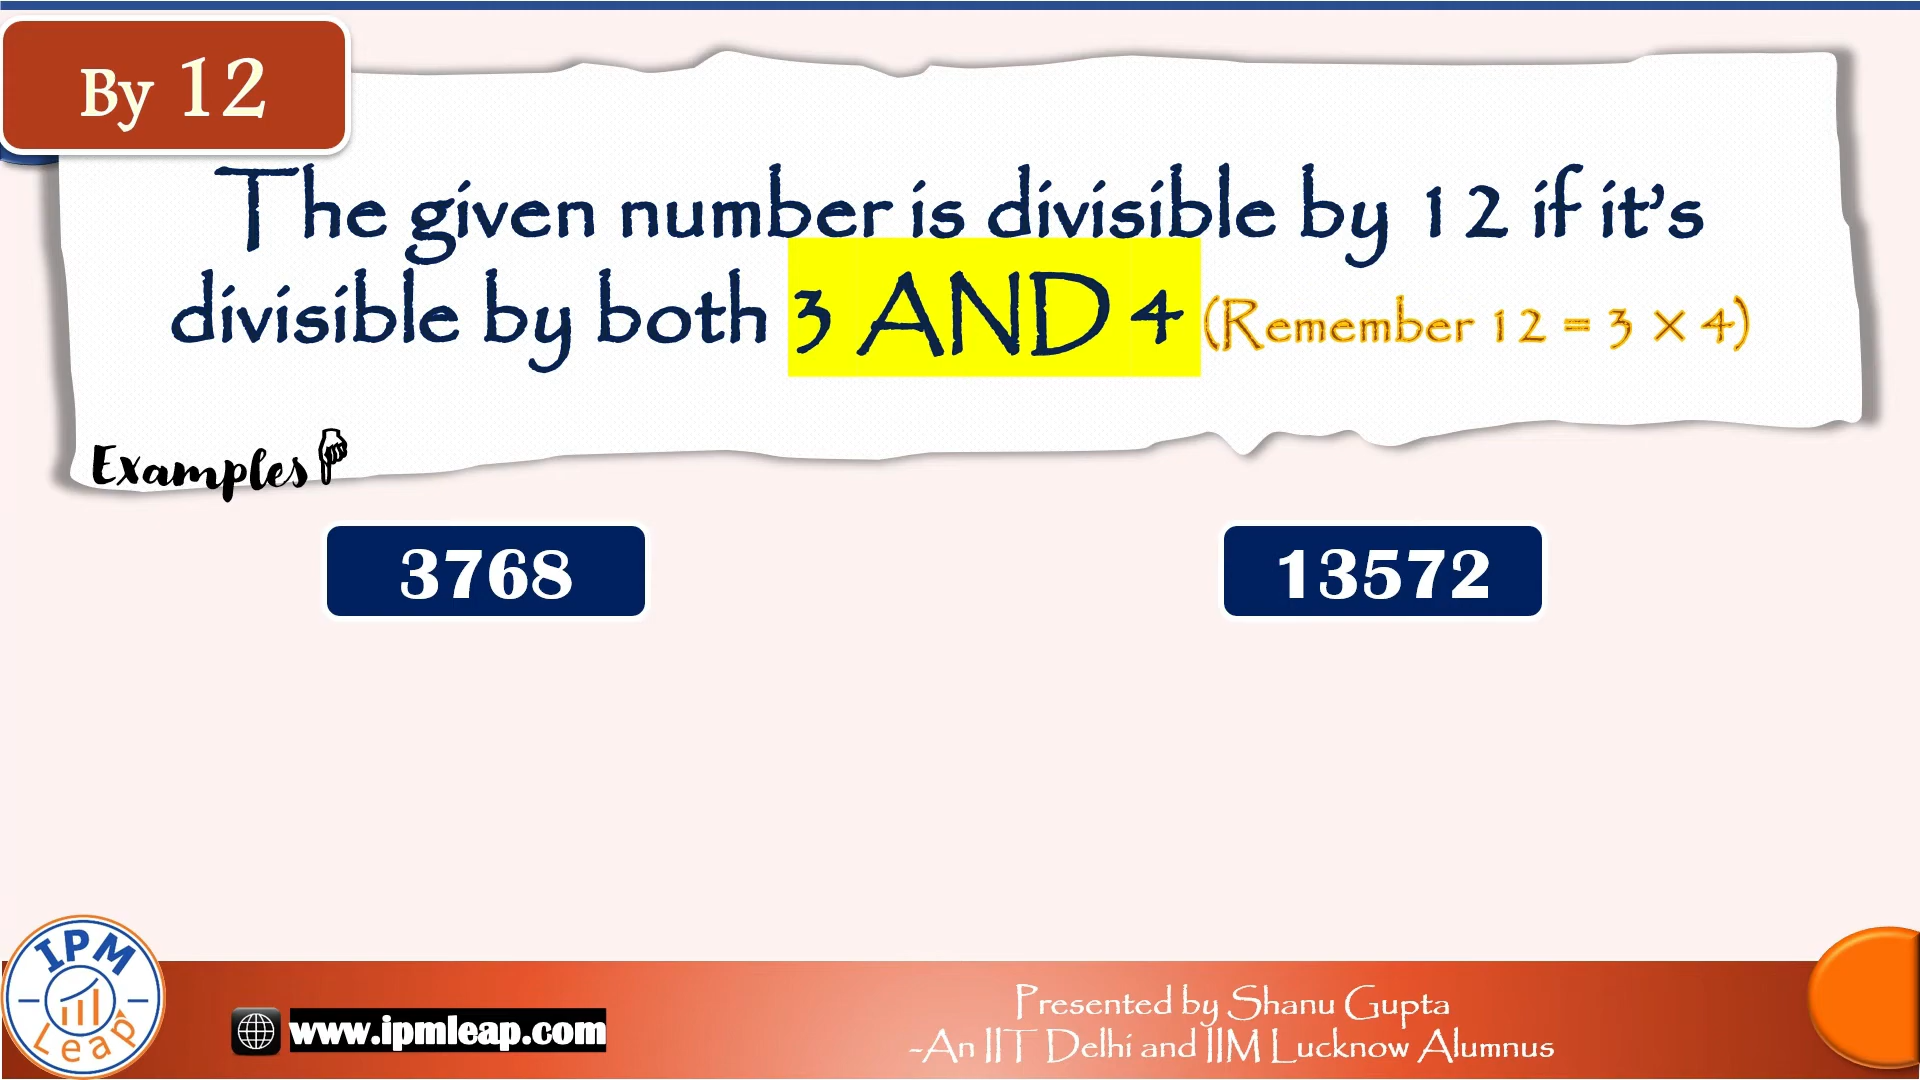 By 12
The given number is divisible by 12 if it's
divisible by both 3 AND 4 (Remember 12 = 3 × 4)
Examples
3768
13572
IPM
Leap
www.ipmleap.com
Presented by Shanu Gupta
-An IIT Delhi and IIM Lucknow Alumnus